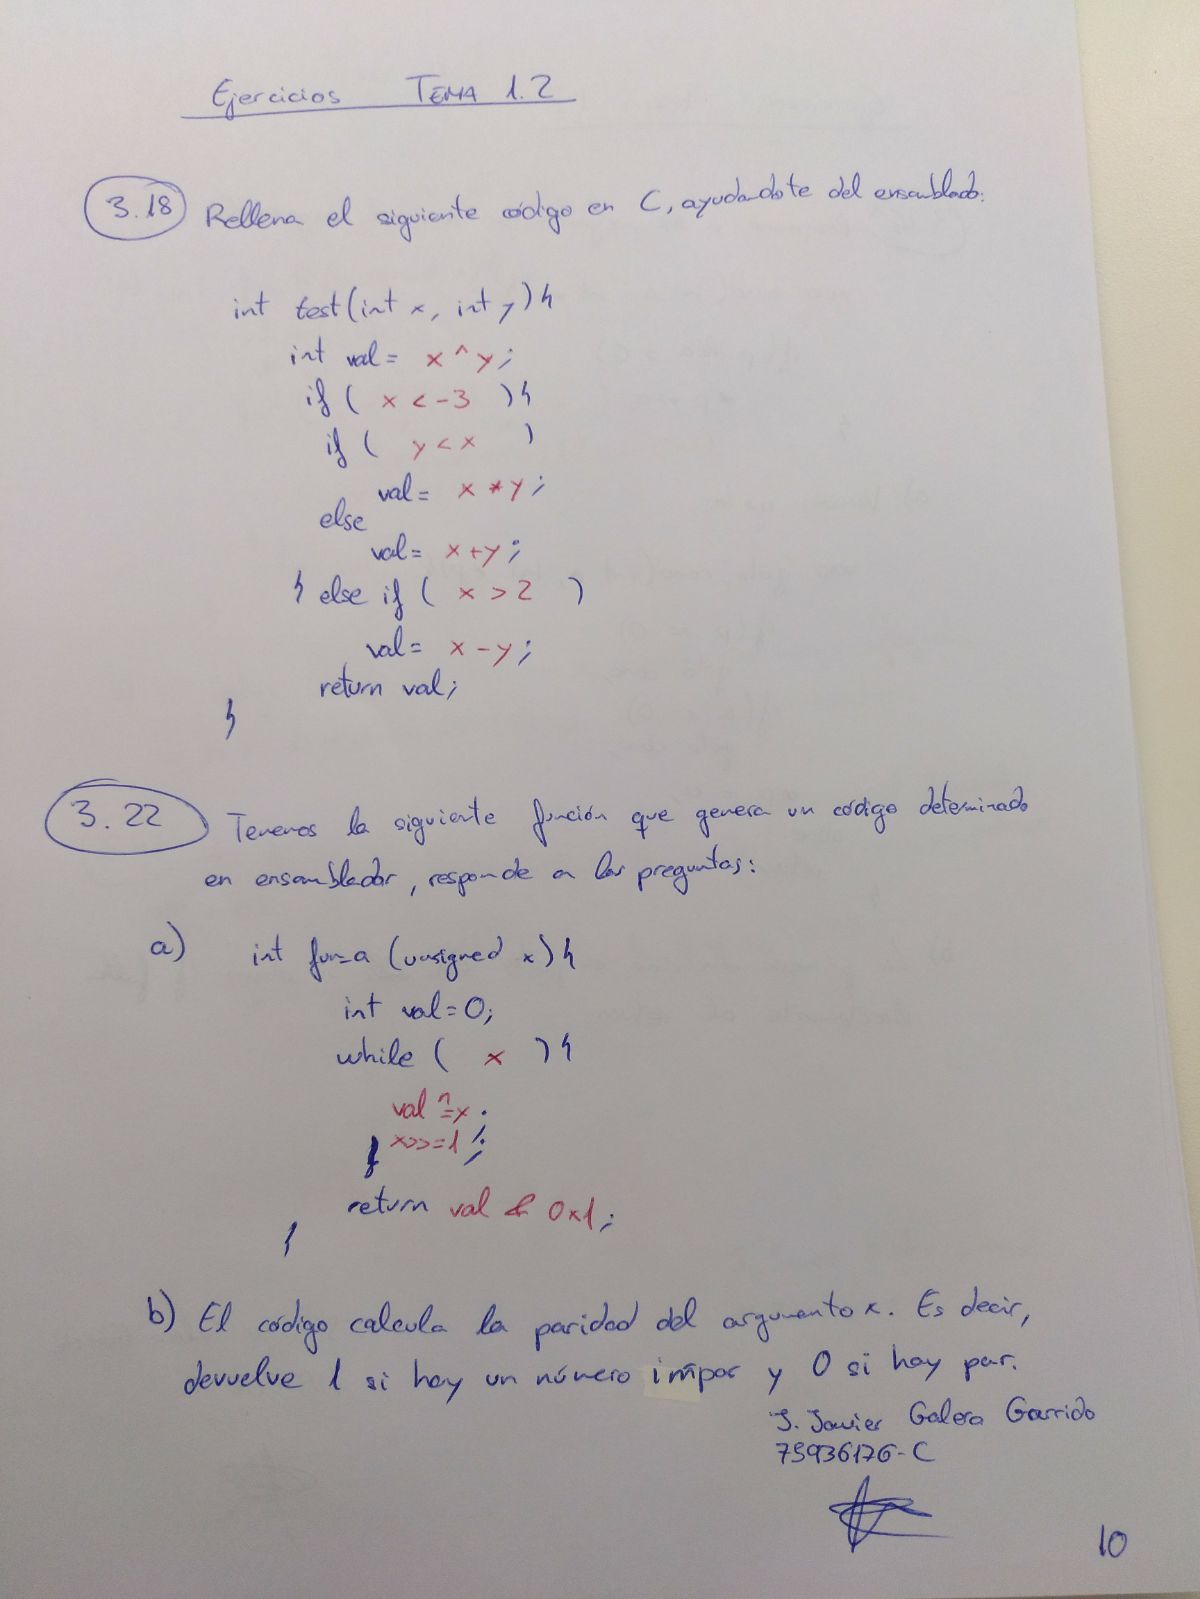 Ejercicios TEMA 1.2
3.18 Rellena el siguiente código en C, ayudandote del ensamblado:
int test(int x, int y){
int val= x ^ y;
if ( x < -3 ){
if ( y < x )
val= x * y;
else
val= x+y;
} else if ( x > 2 )
val= x - y;
return val;
}
3.22 Tenemos la siguiente función que genera un código determinado
en ensamblador, responde a las preguntas:
a) int fun_a (unsigned x){
int val=0;
while ( x ){
val ^=x;
x>>=1;
}
return val & 0x1;
}
b) El código calcula la paridad del argumento x. Es decir,
devuelve 1 si hay un número impar y 0 si hay par.
J. Javier Galera Garrido
75936176-C
10